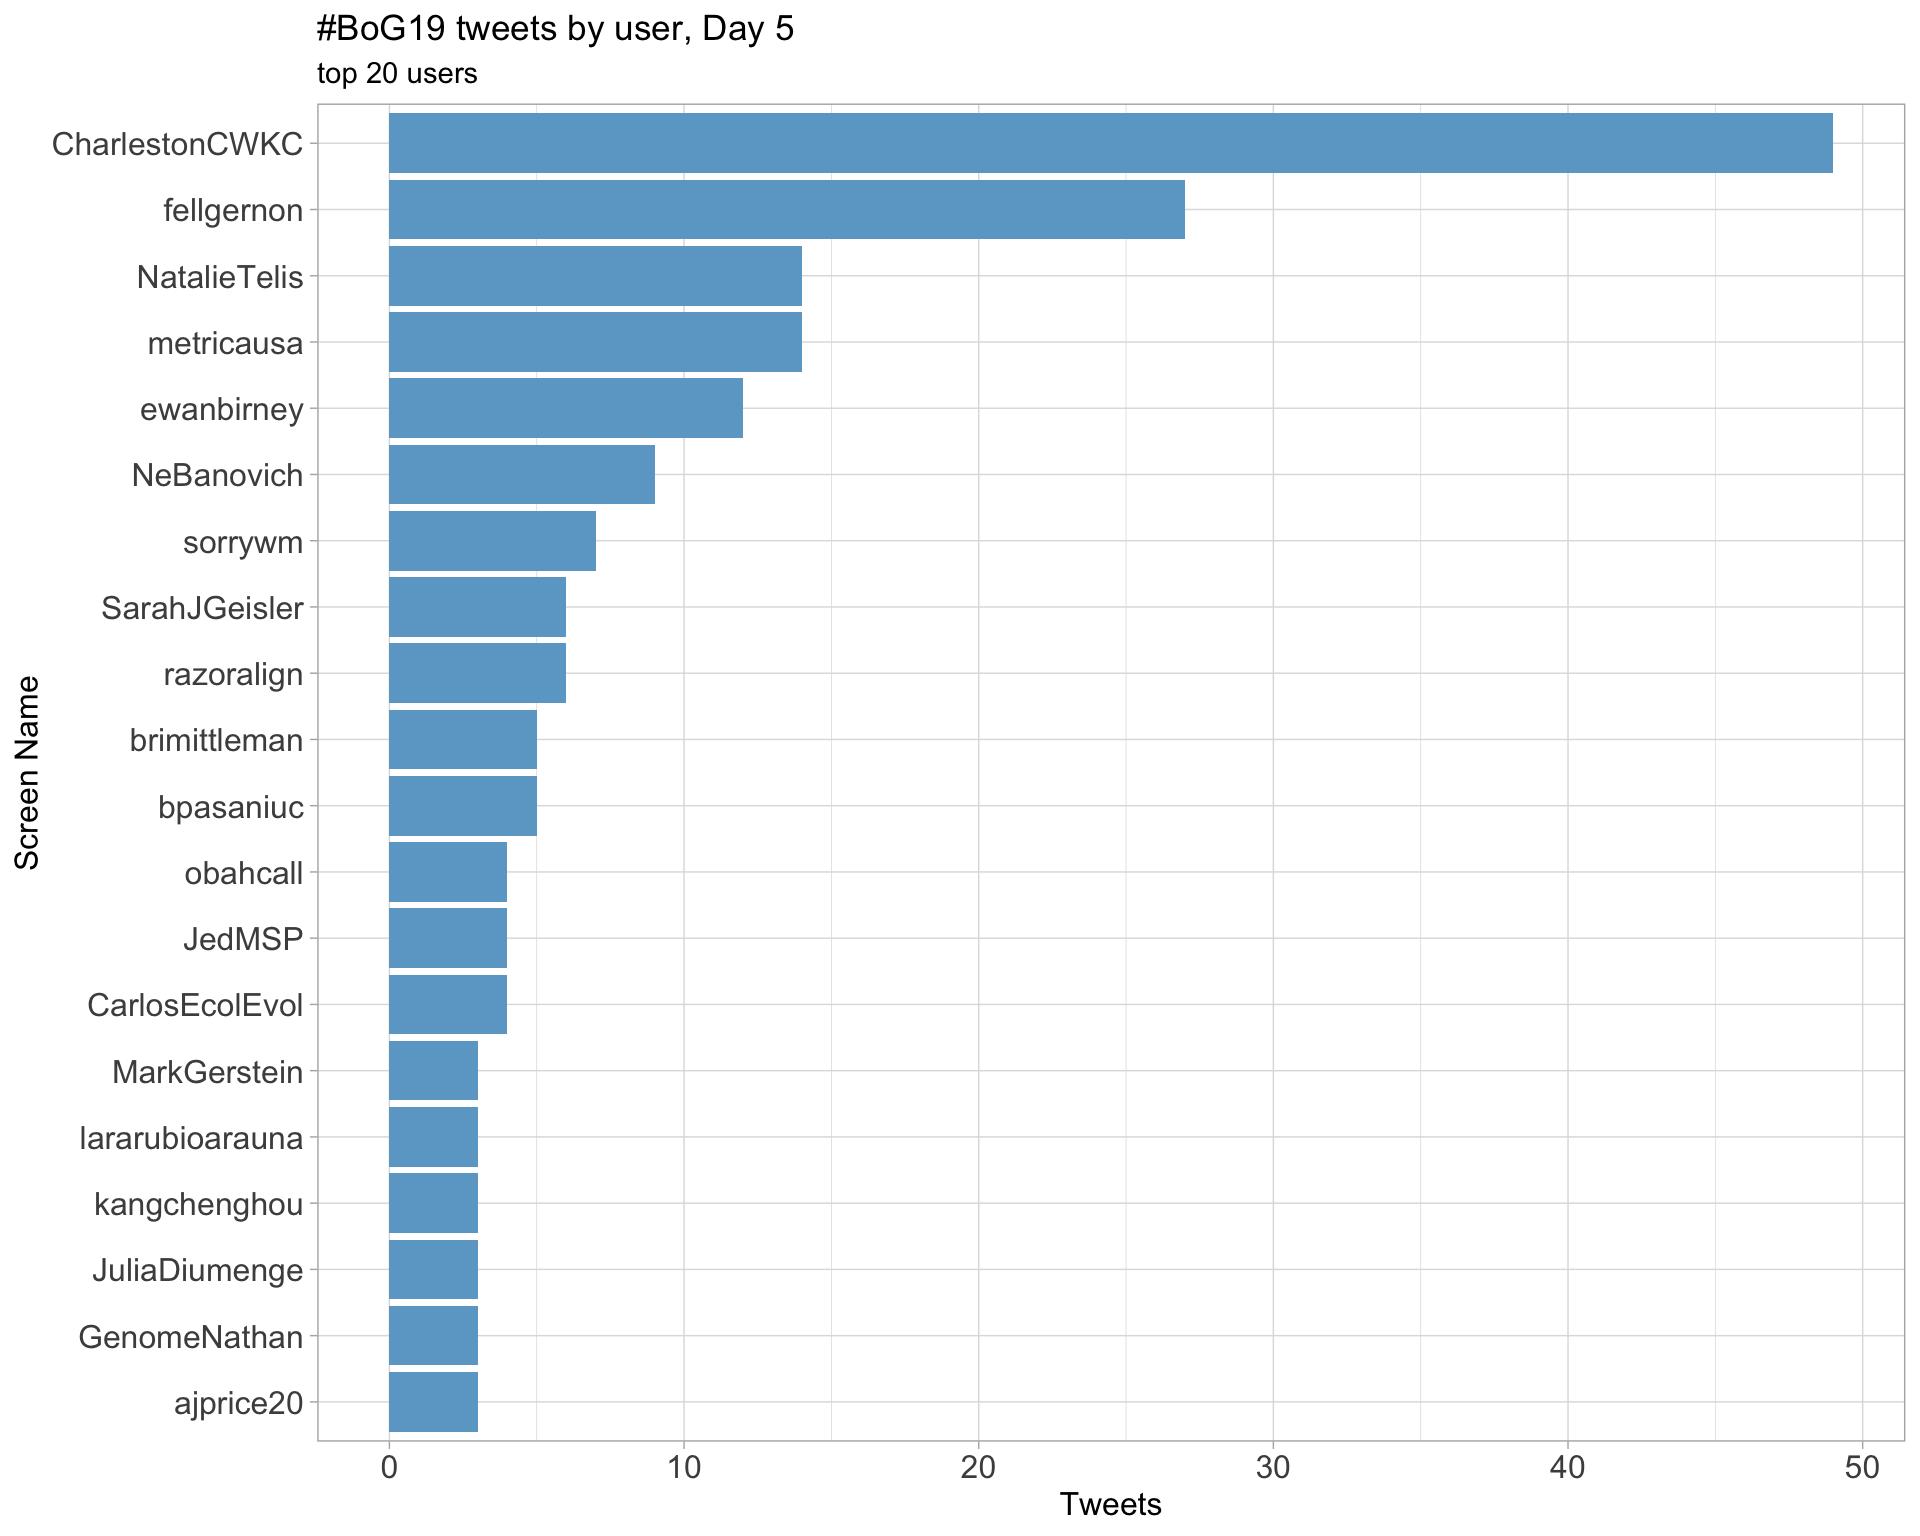 #BoG19 tweets by user, Day 5
top 20 users
Screen Name
CharlestonCWKC
fellgernon
NatalieTelis
metricausa
ewanbirney
NeBanovich
sorrywm
SarahJGeisler
razoralign
brimittleman
bpasaniuc
obahcall
JedMSP
CarlosEcolEvol
MarkGerstein
lararubioarauna
kangchenghou
JuliaDiumenge
GenomeNathan
ajprice20
0 10 20 30 40 50
Tweets